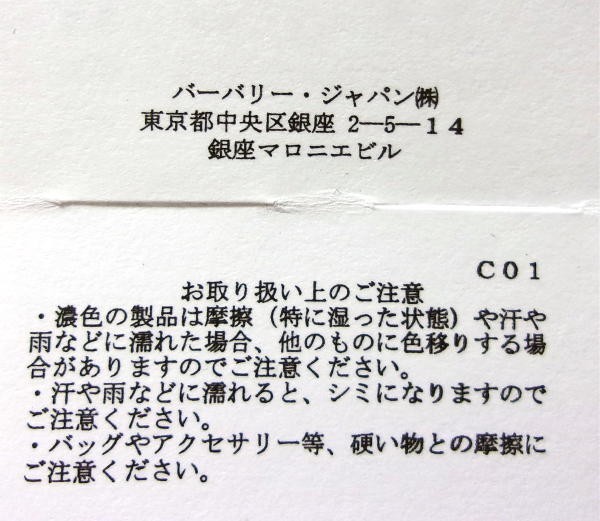 バーバリー・ジャパン㈱
東京都中央区銀座 2―5―１４
銀座マロニエビル
Ｃ０１
お取り扱い上のご注意
・濃色の製品は摩擦（特に湿った状態）や汗や
雨などに濡れた場合、他のものに色移りする場
合がありますのでご注意ください。
・汗や雨などに濡れると、シミになりますので
ご注意ください。
・バッグやアクセサリー等、硬い物との摩擦に
ご注意ください。